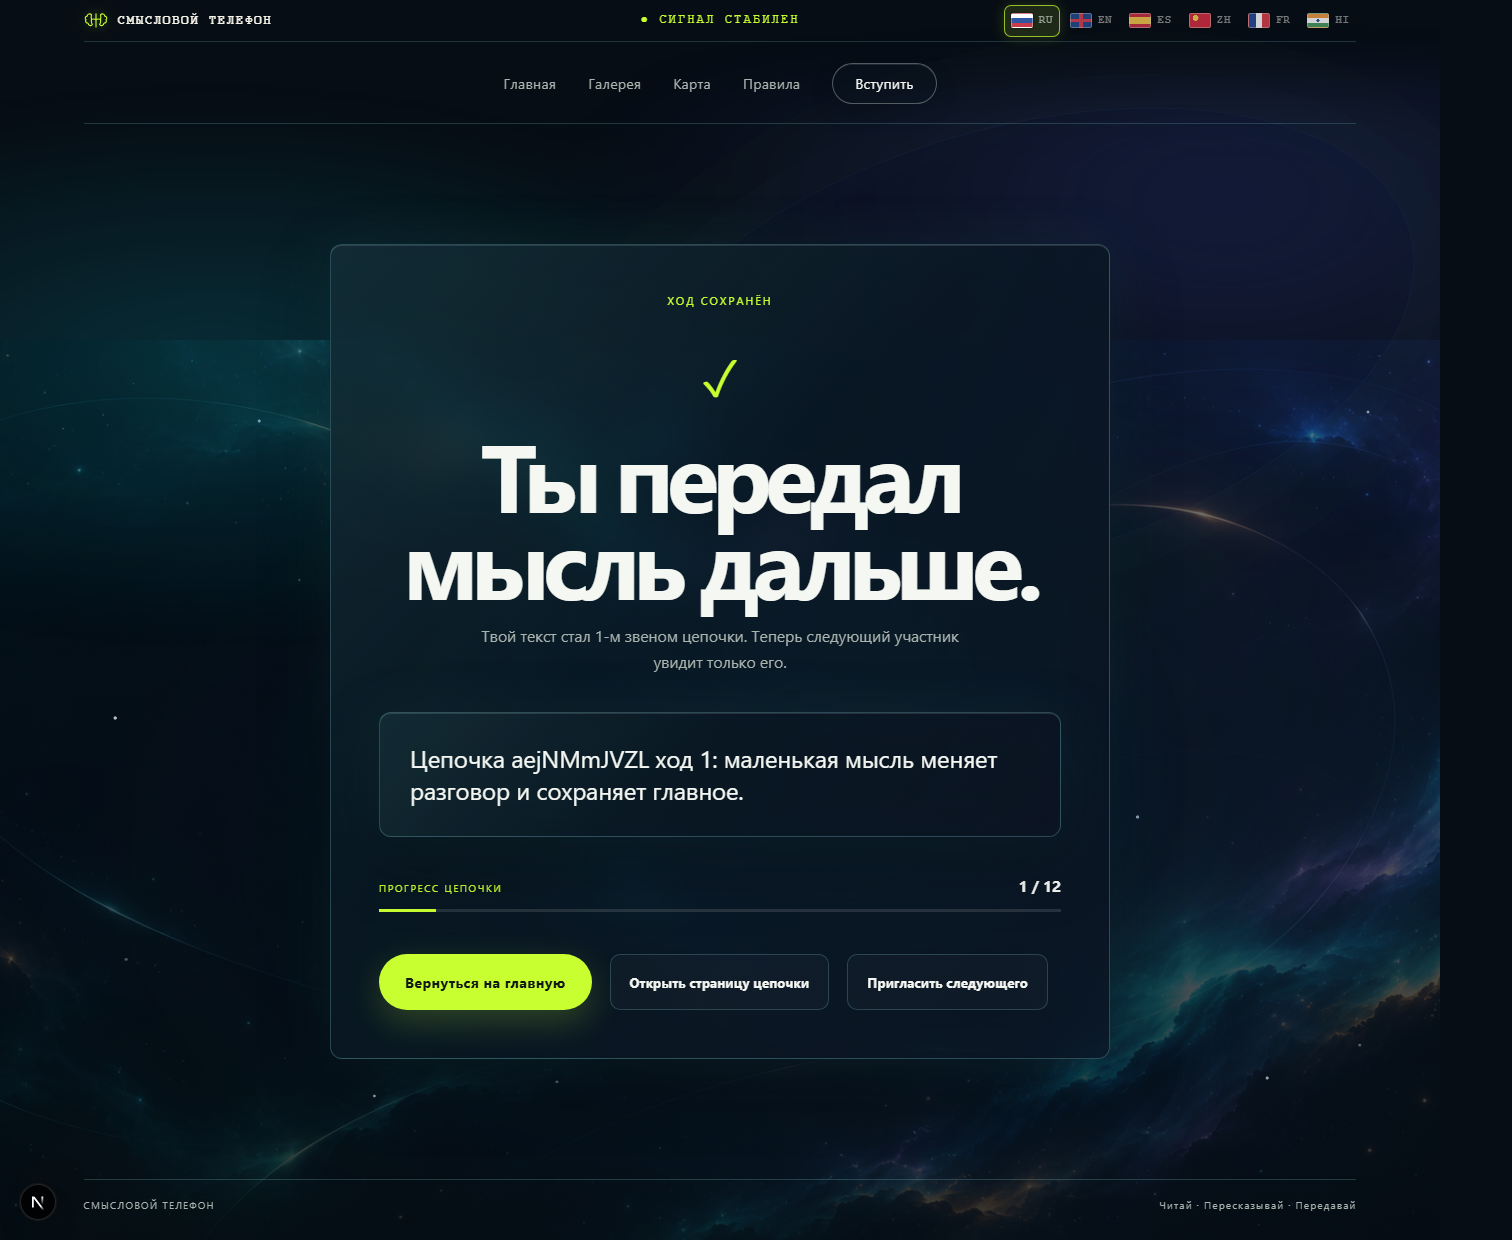 СМЫСЛОВОЙ ТЕЛЕФОН
СИГНАЛ СТАБИЛЕН
RU EN ES ZH FR HI
Главная Галерея Карта Правила Вступить
ХОД СОХРАНЁН
Ты передал
мысль дальше.
Твой текст стал 1-м звеном цепочки. Теперь следующий участник
увидит только его.
Цепочка aejNMmJVZL ход 1: маленькая мысль меняет
разговор и сохраняет главное.
ПРОГРЕСС ЦЕПОЧКИ 1 / 12
Вернуться на главную Открыть страницу цепочки Пригласить следующего
N
СМЫСЛОВОЙ ТЕЛЕФОН Читай · Пересказывай · Передавай